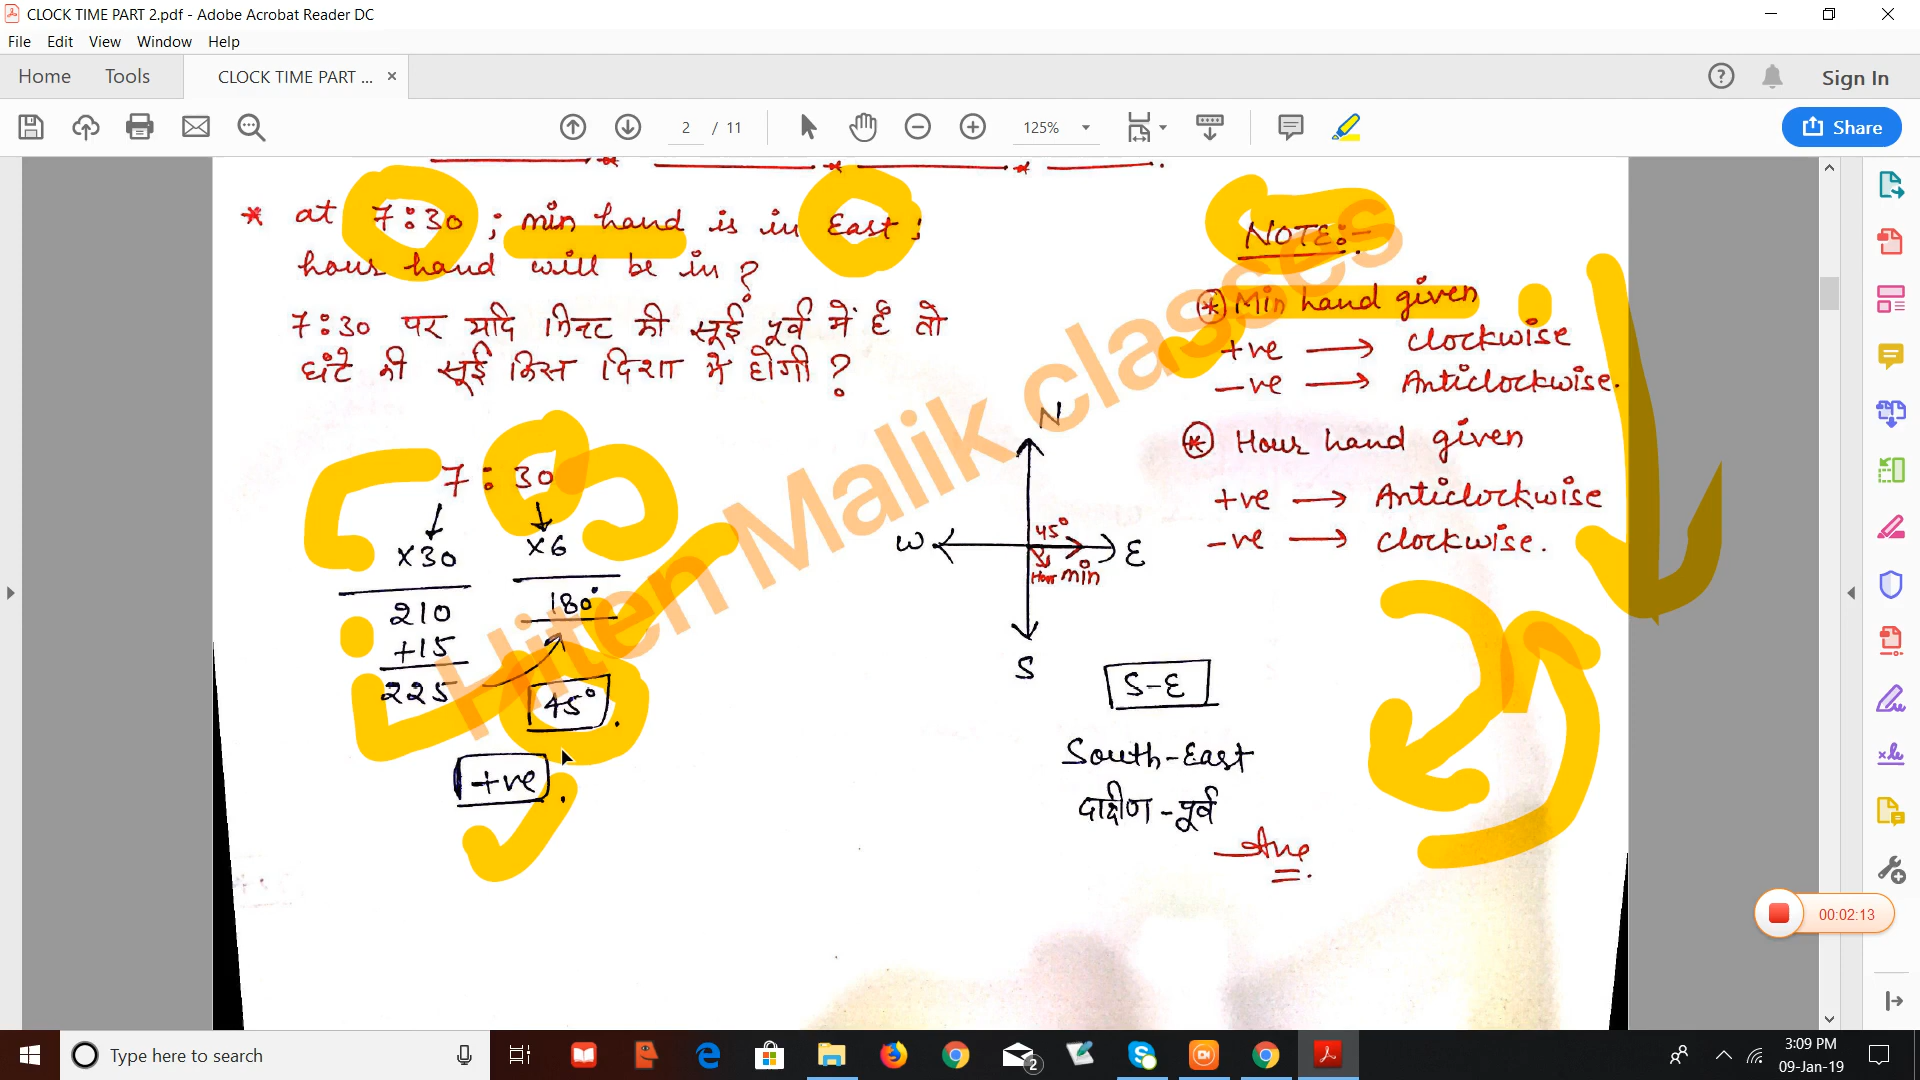 CLOCK TIME PART 2.pdf - Adobe Acrobat Reader DC
File Edit View Window Help
Home Tools CLOCK TIME PART ... × Sign In
2 / 11 125% Share
* at 7:30 ; min hand is in East ;
hour hand will be in ?
7:30 पर यदि मिनट की सूई पूर्व में है तो
घंटे की सूई किस दिशा में होगी ?
7 : 30
×30 ×6
210 180°
+15
225 45°
+ve
NOTE:-
* Min hand given
+ve → clockwise
-ve → Anticlockwise.
* Hour hand given
+ve → Anticlockwise
-ve → clockwise.
N
45°
W E
Hour min
S
S-E
South-East
दाक्षीण-पूर्व
Ans
Hiten Malik classes
00:02:13
Type here to search
2
3:09 PM
09-Jan-19